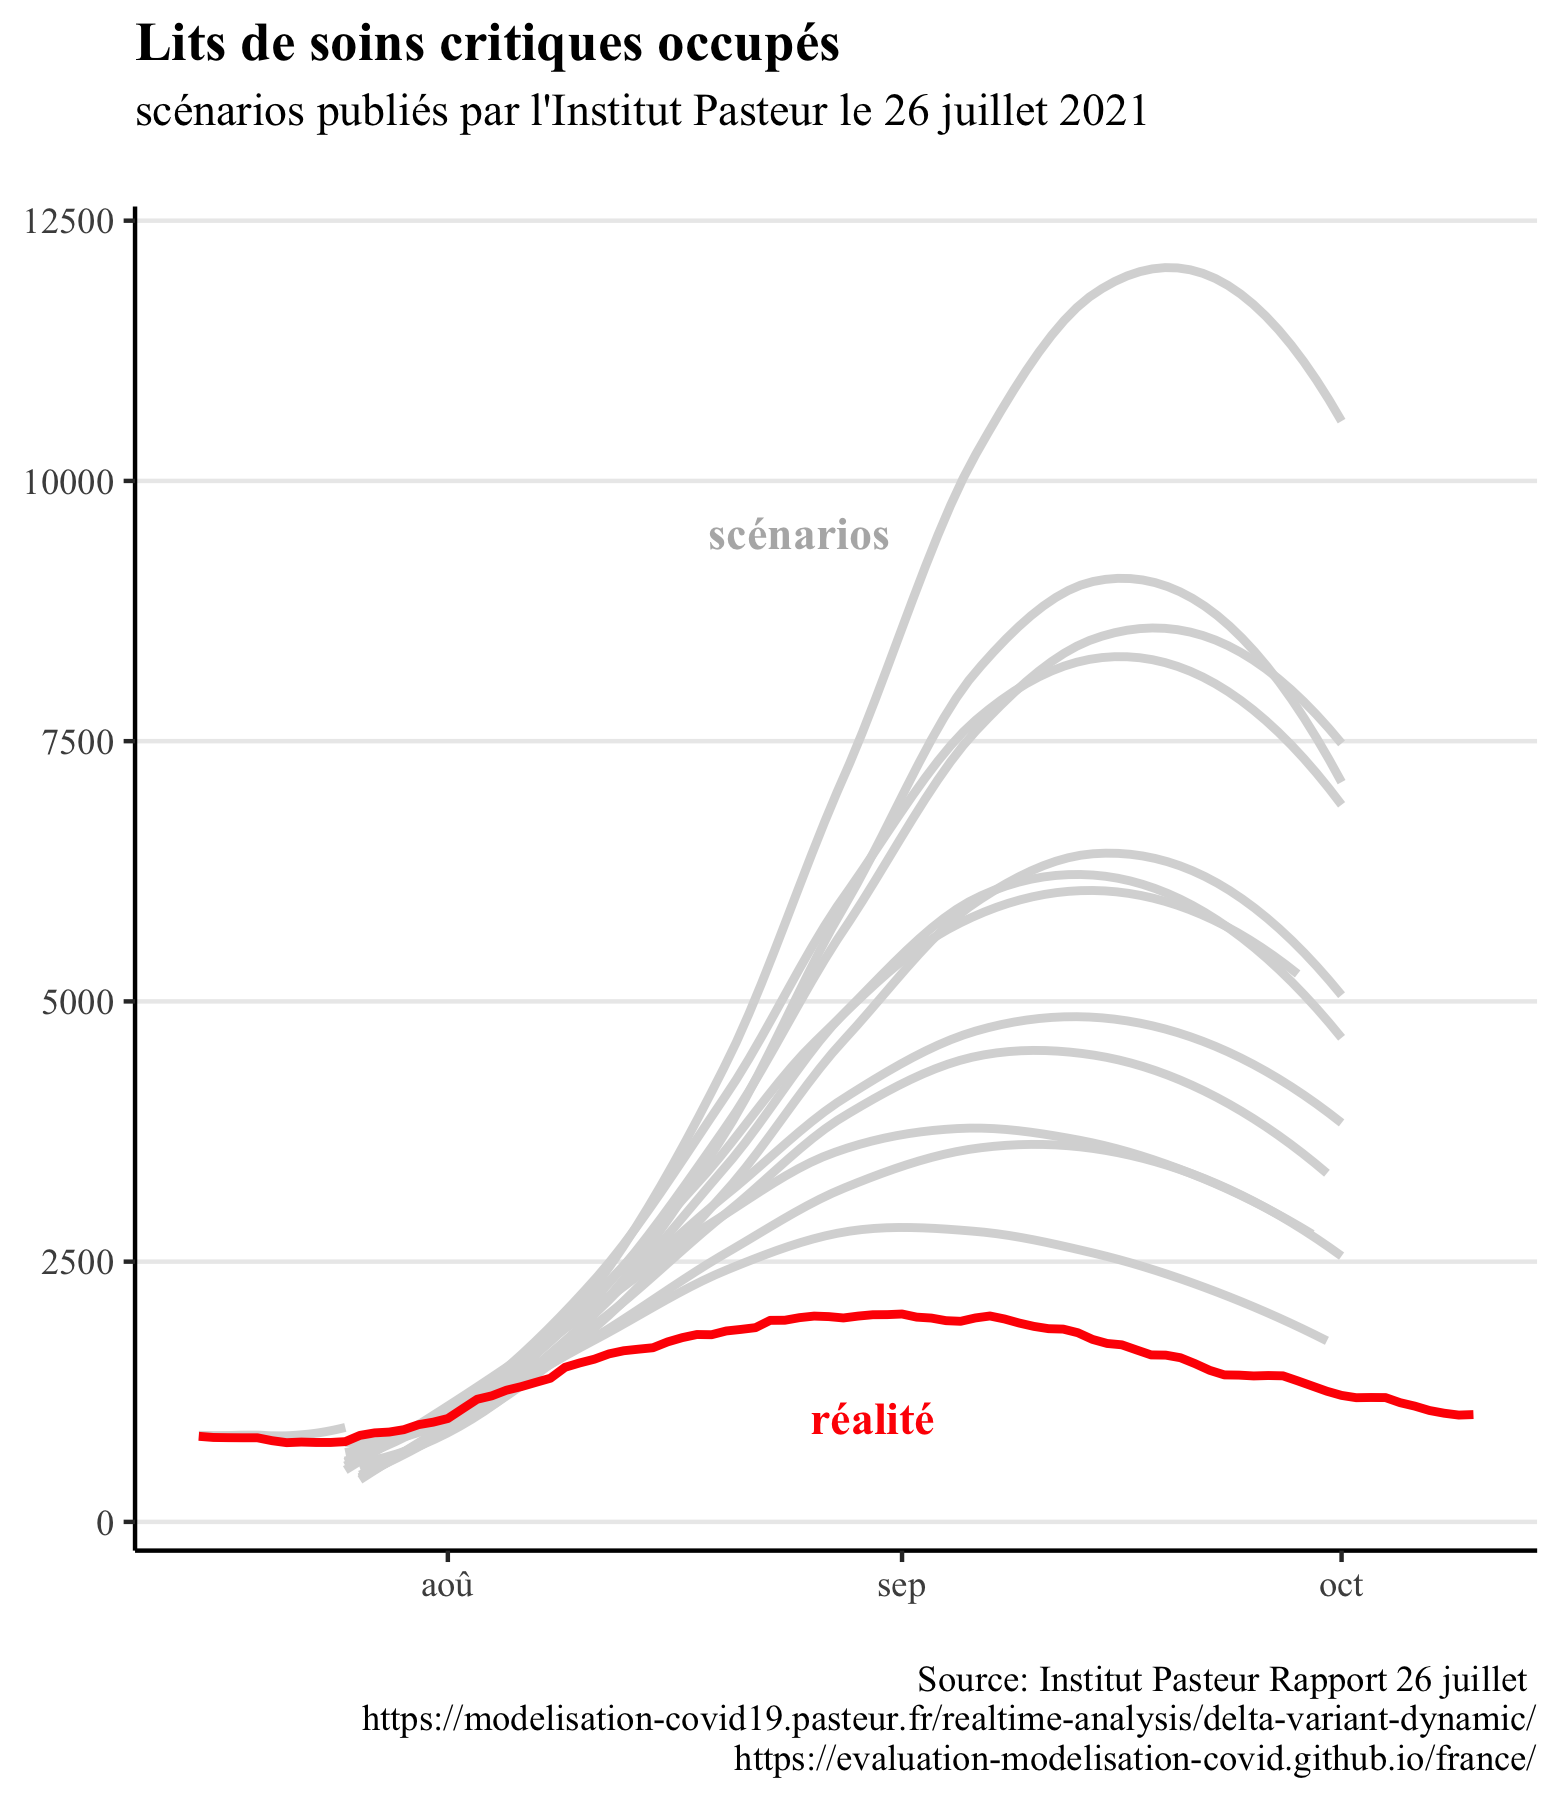 Lits de soins critiques occupés
scénarios publiés par l'Institut Pasteur le 26 juillet 2021
12500
10000
scénarios
7500
5000
2500
réalité
0
aoû
sep
oct
Source: Institut Pasteur Rapport 26 juillet
https://modelisation-covid19.pasteur.fr/realtime-analysis/delta-variant-dynamic/
https://evaluation-modelisation-covid.github.io/france/